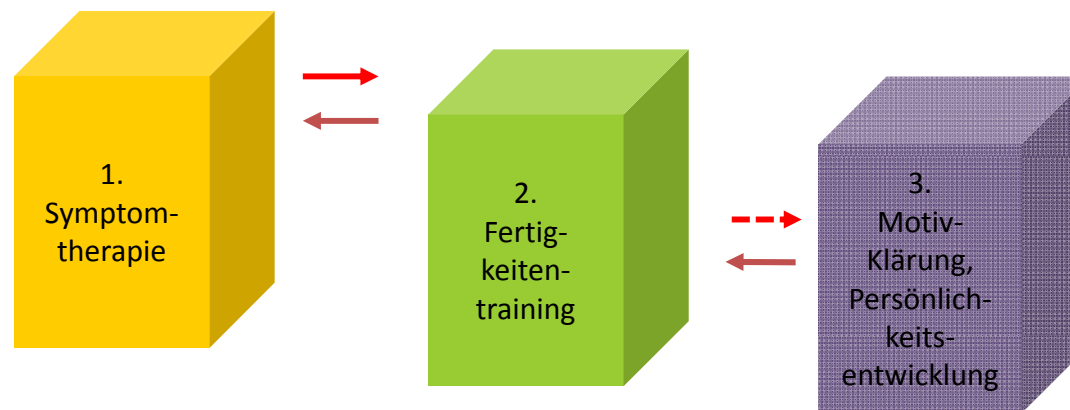 1.
Symptom-
therapie
2.
Fertig-
keiten-
training
3.
Motiv-
Klärung,
Persönlich-
keits-
entwicklung